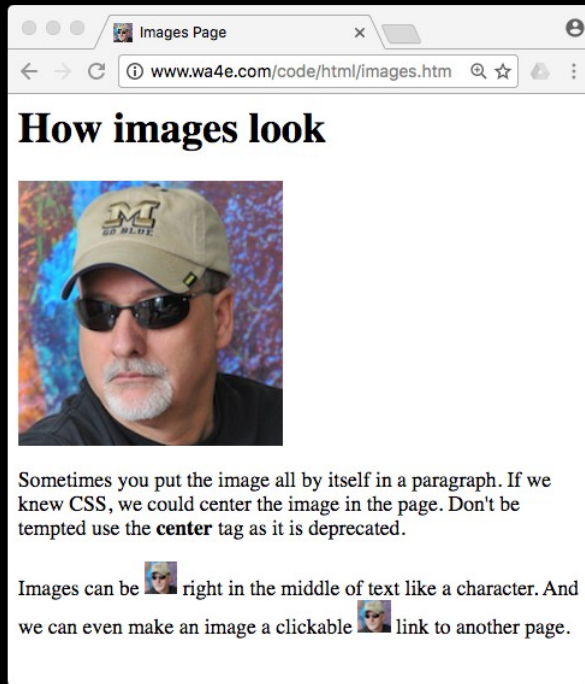 Images Page
www.wa4e.com/code/html/images.htm
How images look
M
GO BLUE
Sometimes you put the image all by itself in a paragraph. If we
knew CSS, we could center the image in the page. Don't be
tempted use the center tag as it is deprecated.
Images can be right in the middle of text like a character. And
we can even make an image a clickable link to another page.